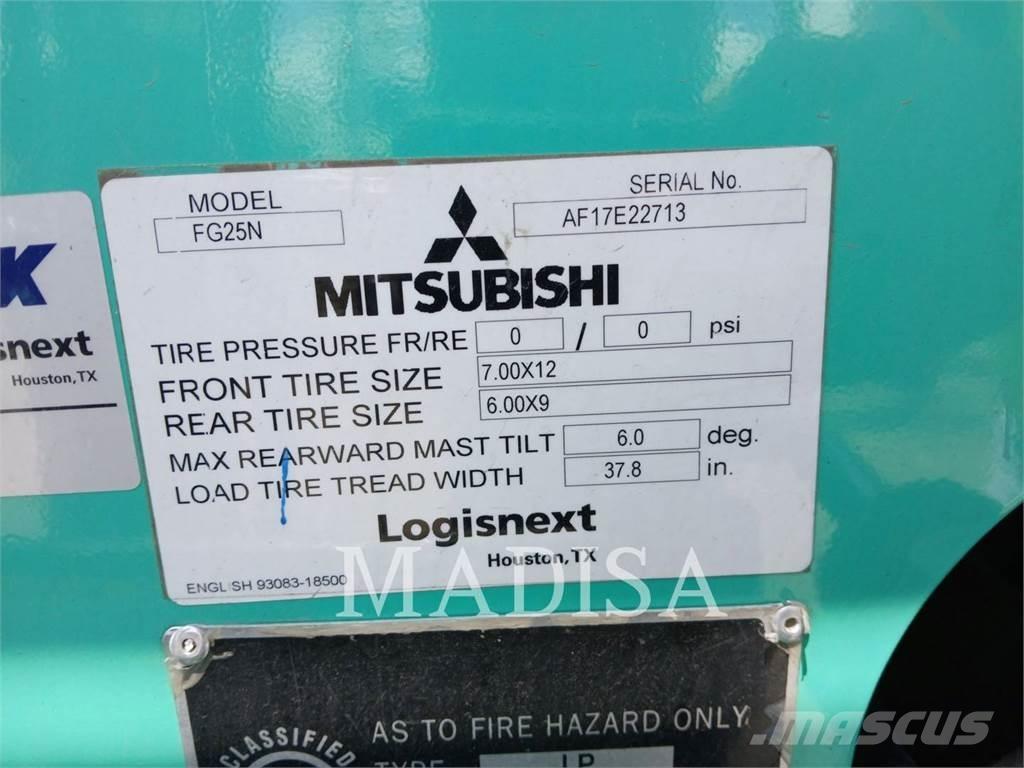 MODEL
FG25N
SERIAL No.
AF17E22713
MITSUBISHI
TIRE PRESSURE FR/RE 0 / 0 psi
FRONT TIRE SIZE 7.00X12
REAR TIRE SIZE 6.00X9
MAX REARWARD MAST TILT 6.0 deg.
LOAD TIRE TREAD WIDTH 37.8 in.
Logisnext
Houston, TX
ENGLISH 93083-18500
K
snext
Houston, TX
MADISA
CLASSIFIED
AS TO FIRE HAZARD ONLY.
TYPE LP
MASCUS